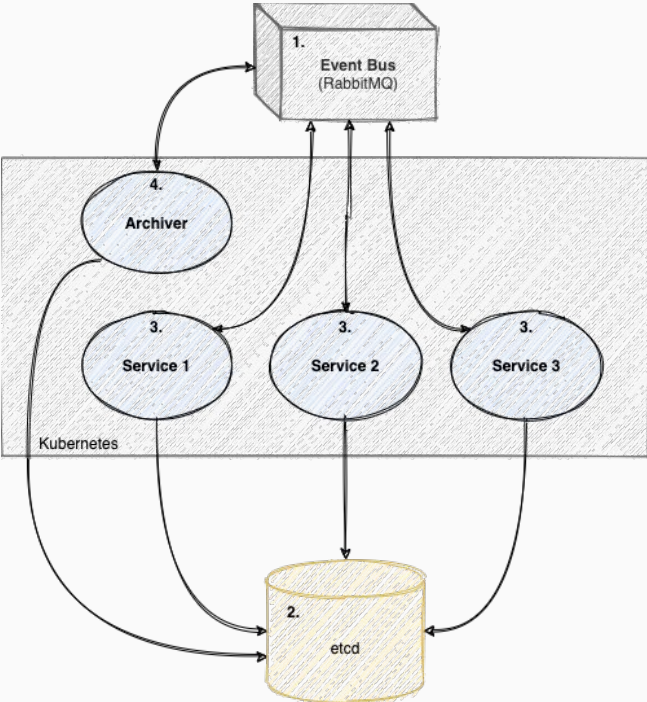 1.
Event Bus
(RabbitMQ)
4.
Archiver
3.
Service 1
3.
Service 2
3.
Service 3
Kubernetes
2.
etcd